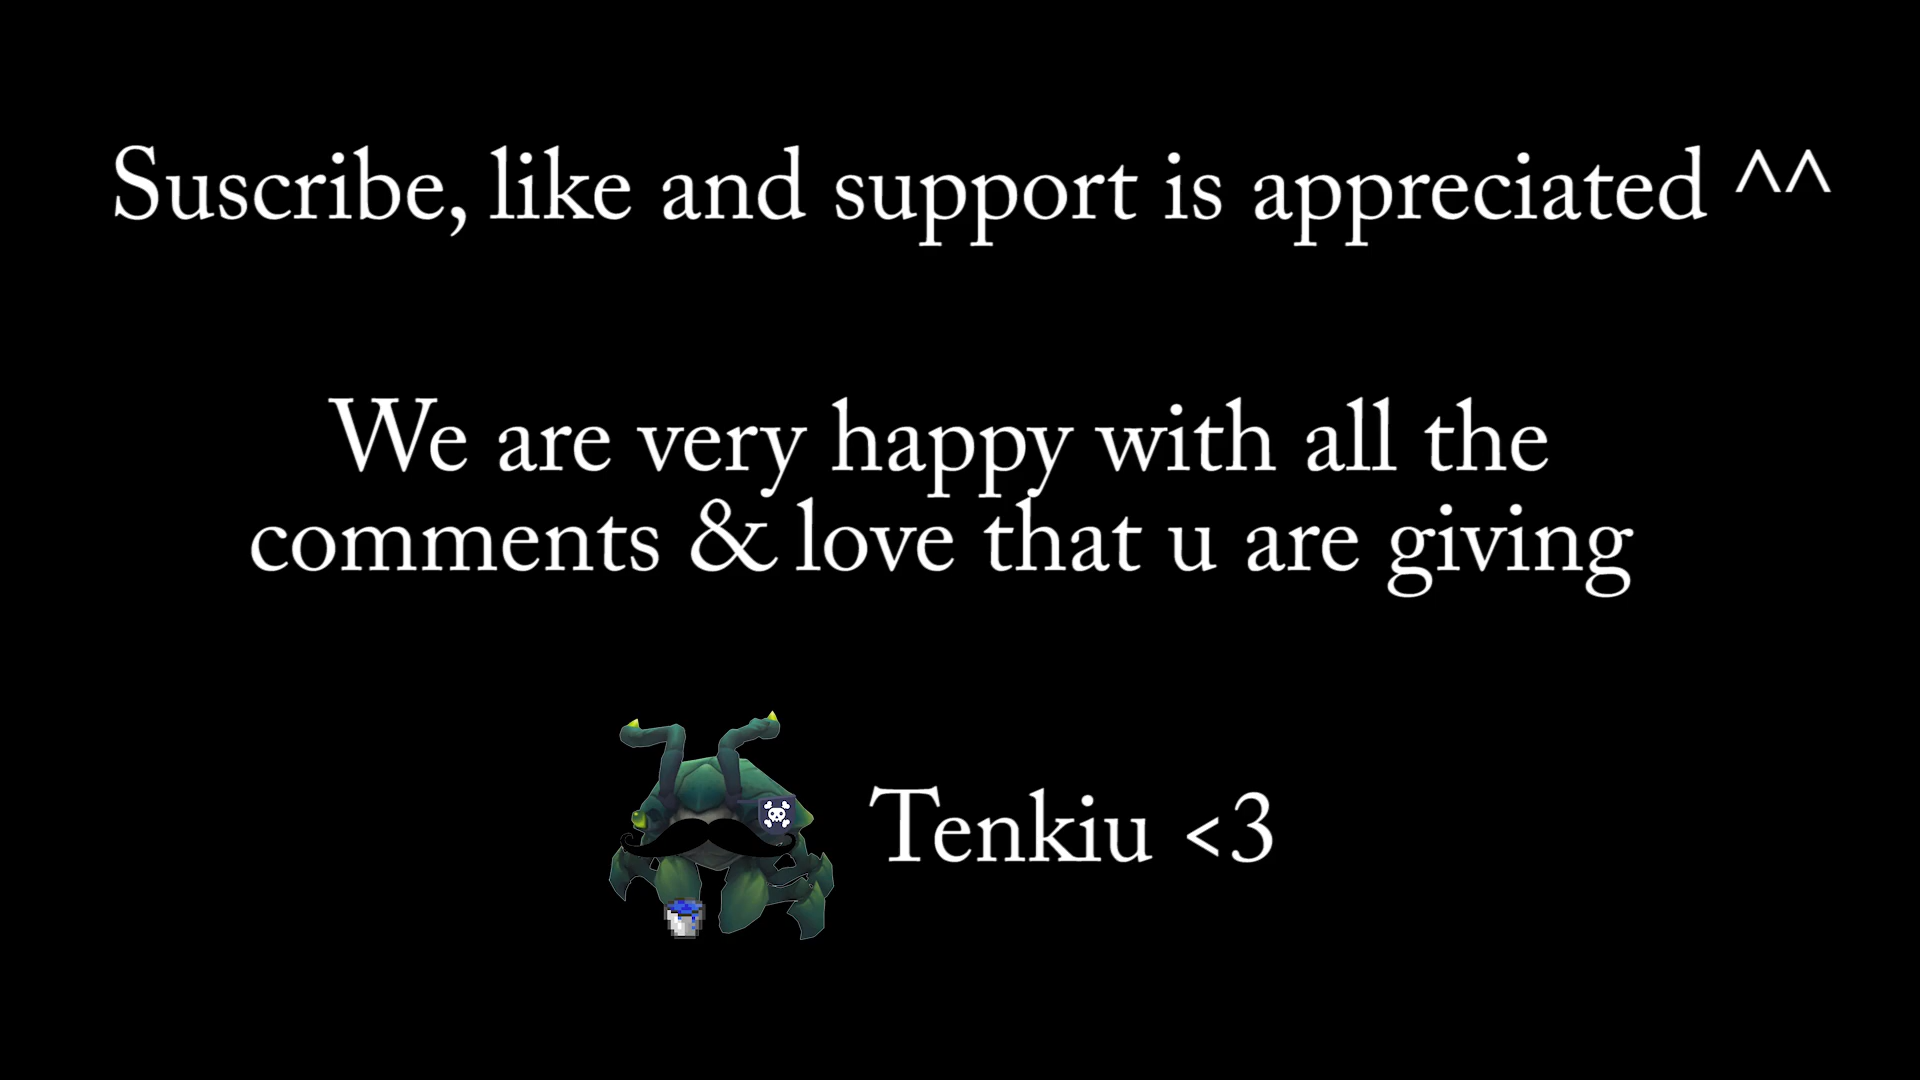 Suscribe, like and support is appreciated ^^
We are very happy with all the
comments & love that u are giving
Tenkiu <3